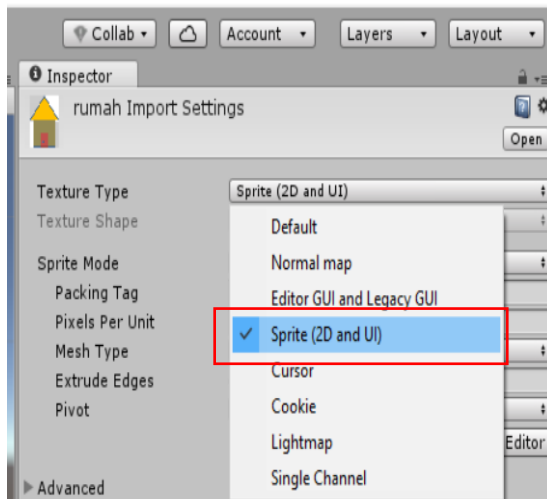 Collab Account Layers Layout
Inspector
rumah Import Settings
Open
Texture Type Sprite (2D and UI)
Texture Shape
Default
Normal map
Editor GUI and Legacy GUI
Sprite (2D and UI)
Cursor
Cookie
Lightmap
Single Channel
Sprite Mode
Packing Tag
Pixels Per Unit
Mesh Type
Extrude Edges
Pivot
Editor
Advanced